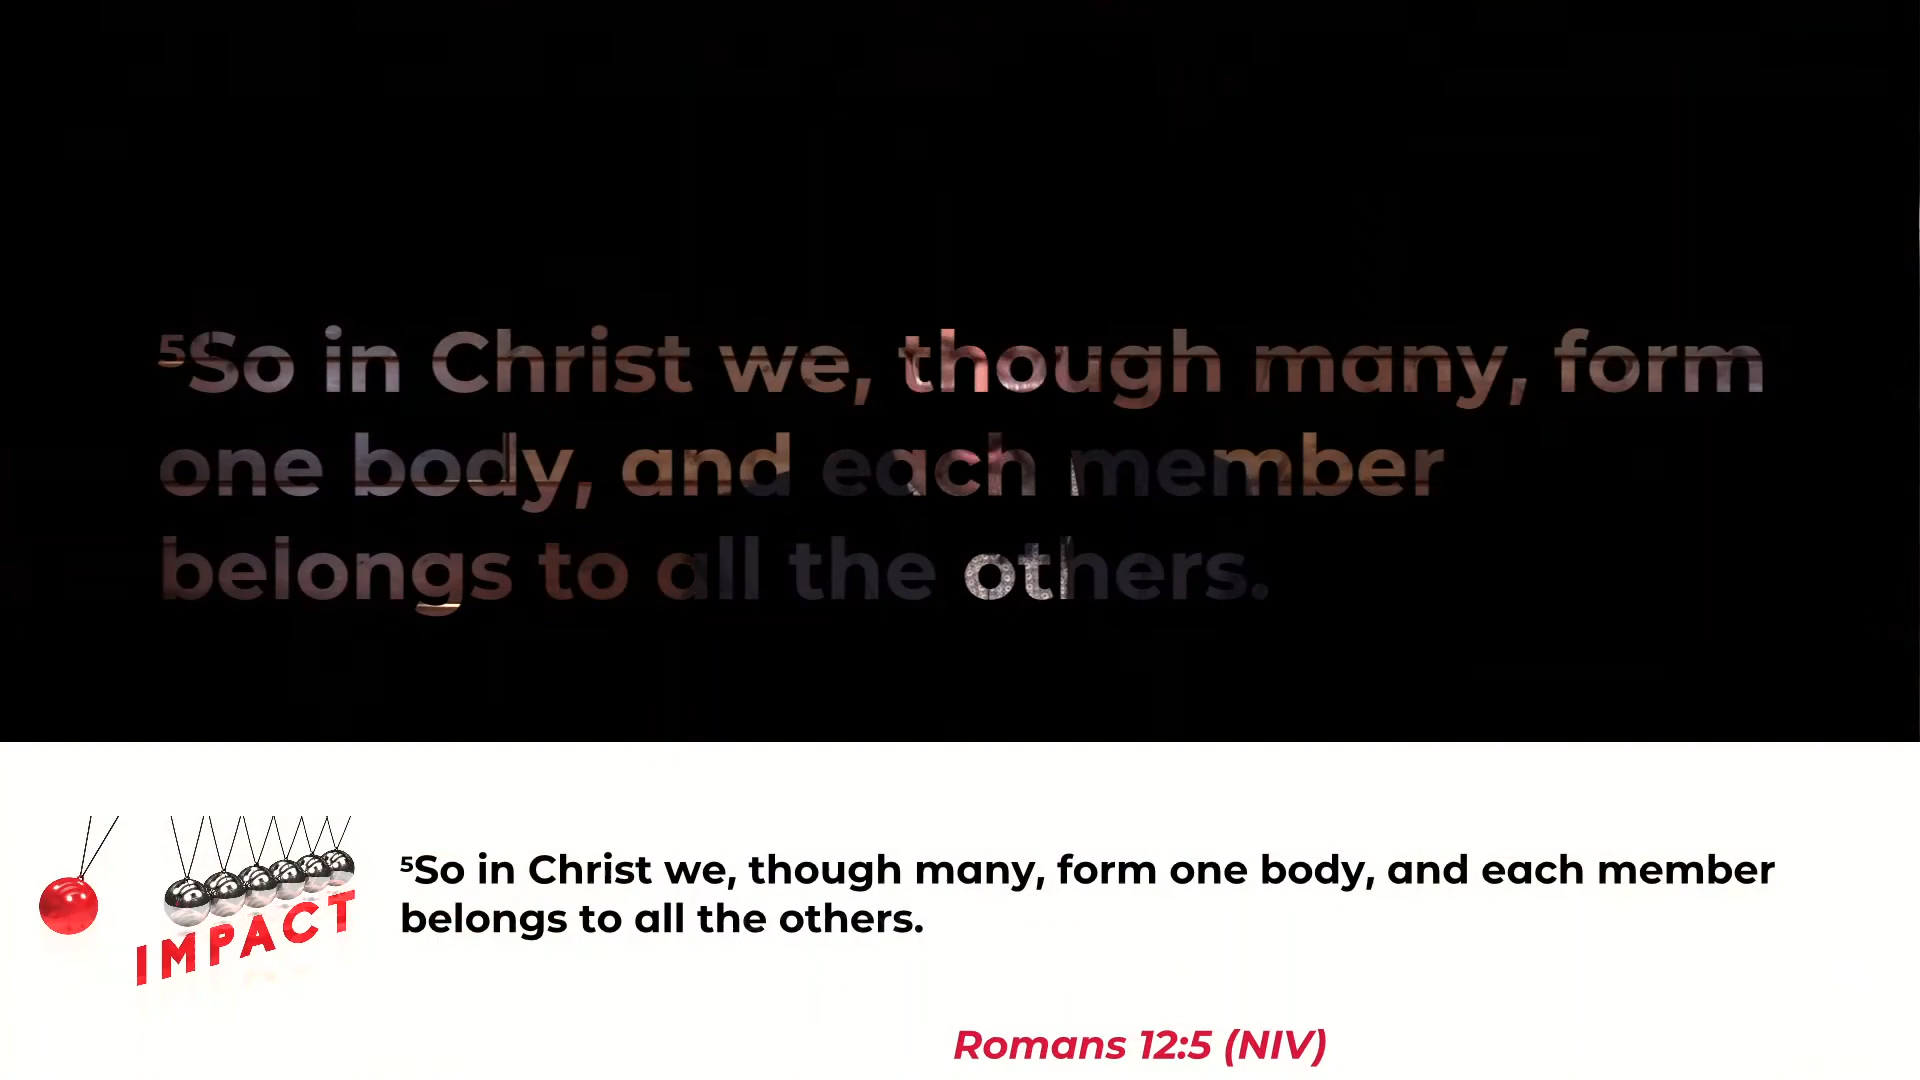 ⁵So in Christ we, though many, form
one body, and each member
belongs to all the others.
IMPACT
⁵So in Christ we, though many, form one body, and each member
belongs to all the others.
Romans 12:5 (NIV)